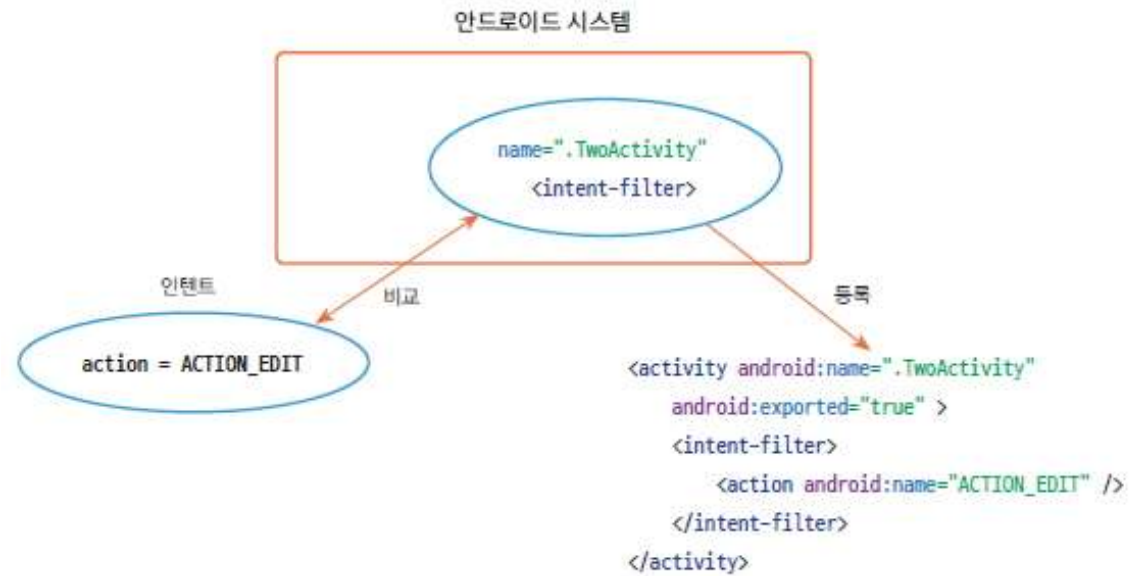 안드로이드 시스템
name=".TwoActivity"
<intent-filter>
인텐트
비교
등록
action = ACTION_EDIT
<activity android:name=".TwoActivity"
android:exported="true" >
<intent-filter>
<action android:name="ACTION_EDIT" />
</intent-filter>
</activity>